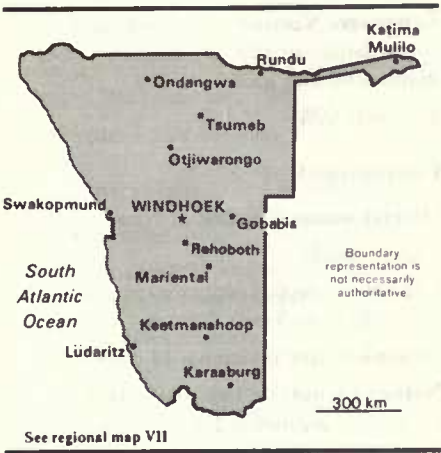 Katima
Mulilo
Rundu
Ondangwa
Tsumeb
Otjiwarongo
Swakopmund
WINDHOEK
Gobabis
Rehoboth
Mariental
Boundary
representation is
not necessarily
authoritative
South
Atlantic
Ocean
Keetmanshoop
Lüdaritz
Karasburg
300 km
See regional map VII